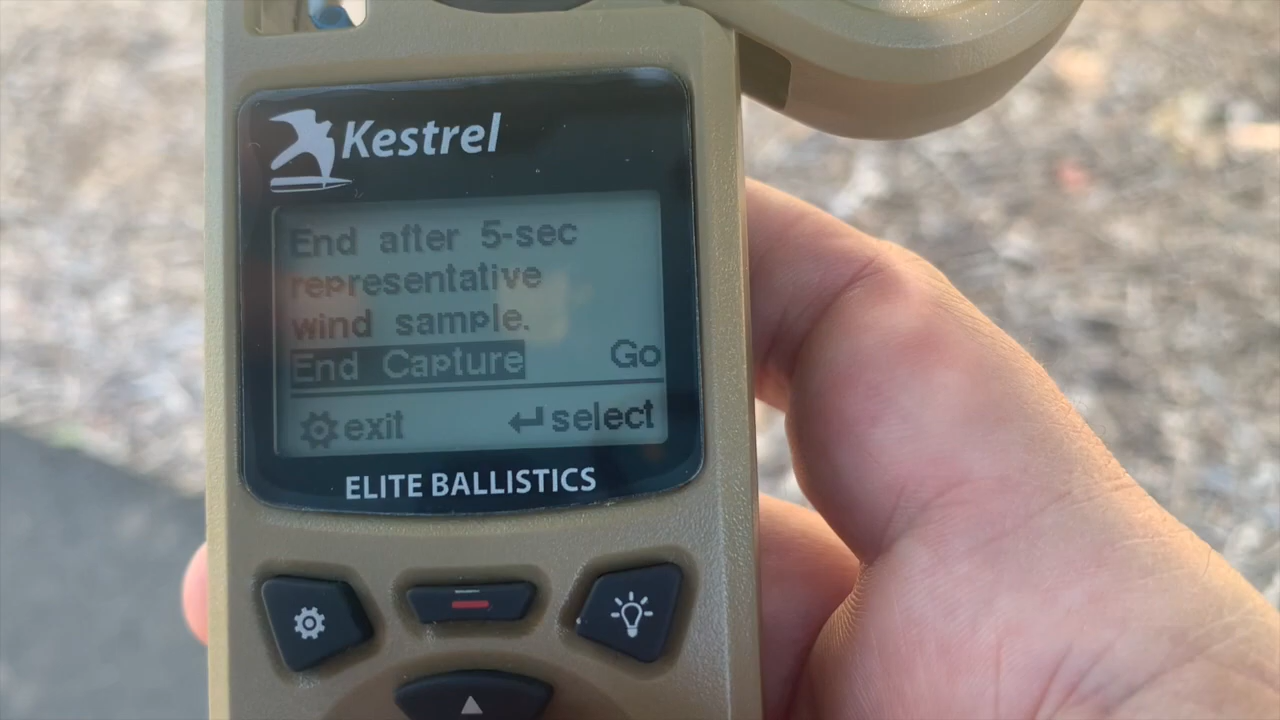 Kestrel
End after 5-sec
representative
wind sample.
End Capture Go
exit select
ELITE BALLISTICS